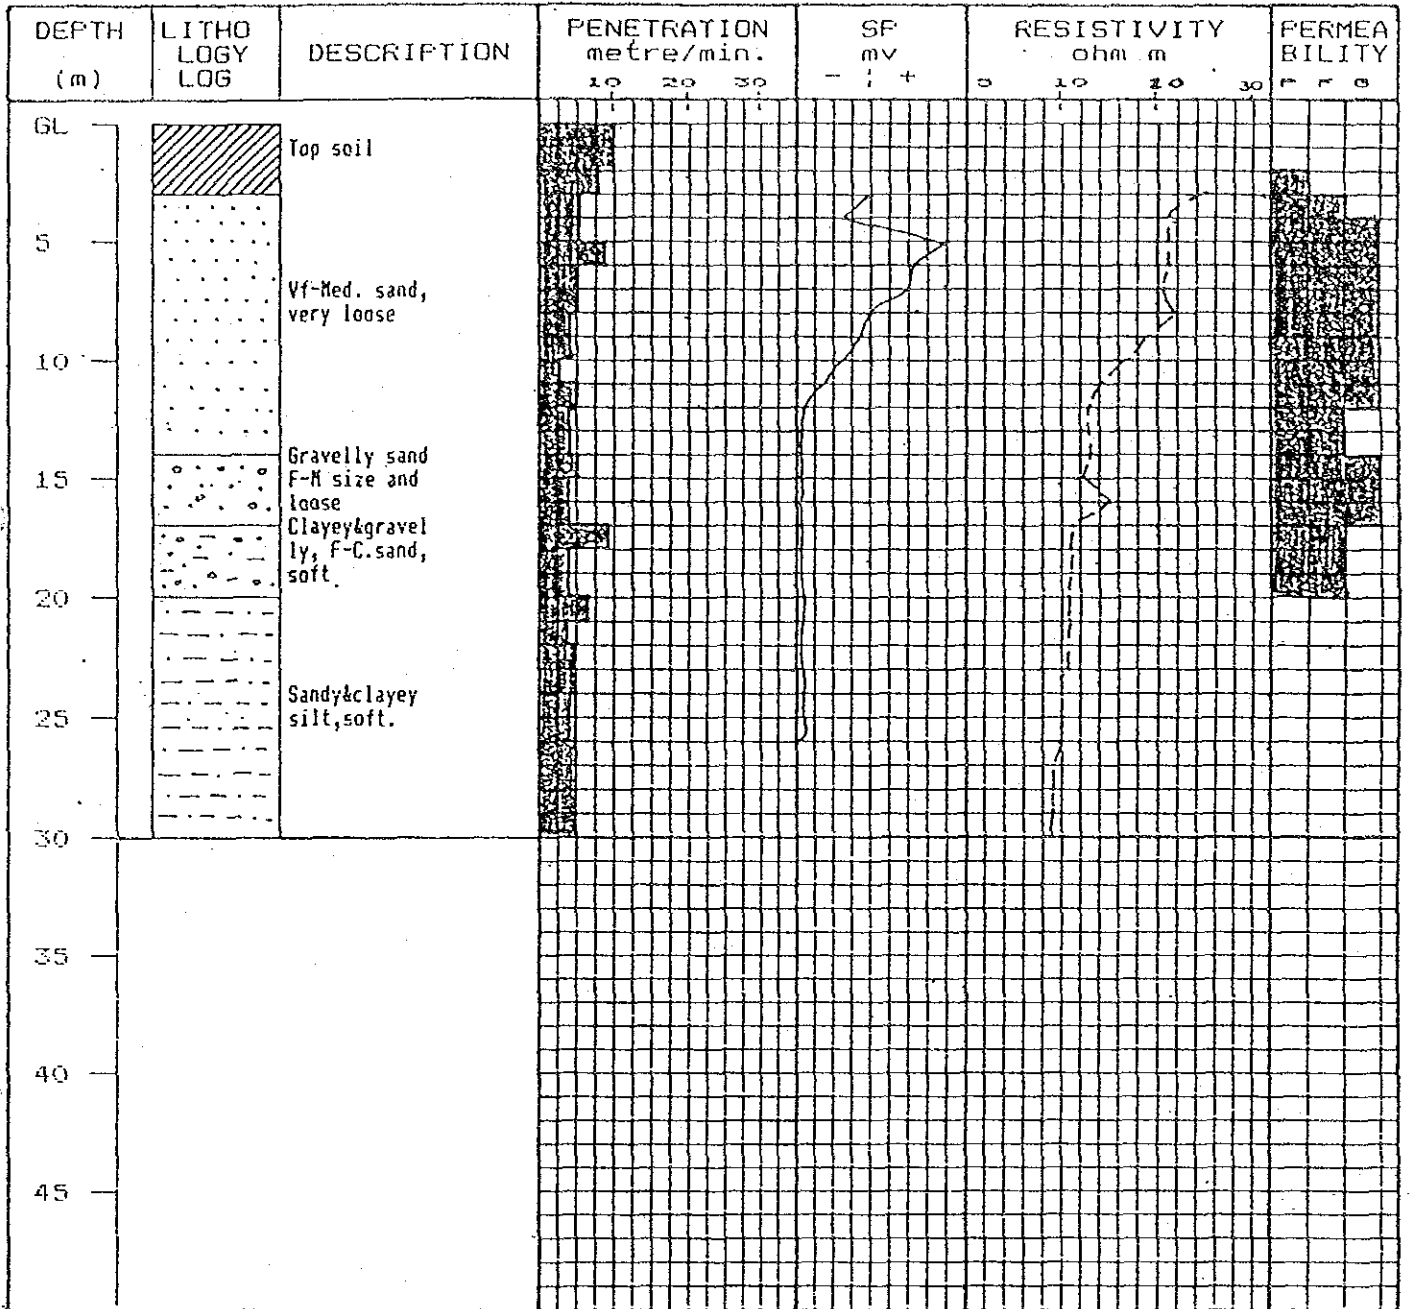 DEPTH
(m)
LITHO
LOGY
LOG
DESCRIPTION
PENETRATION
metre/min.
10 20 30
SP
mv
- +
RESISTIVITY
ohm m
0 10 20 30
PERMEA
BILITY
P F G
GL
Top soil
5
Vf-Med. sand,
very loose
10
Gravelly sand
F-M size and
loose
15
Clayey&gravel
ly, F-C.sand,
soft.
20
Sandy&clayey
silt,soft.
25
30
35
40
45